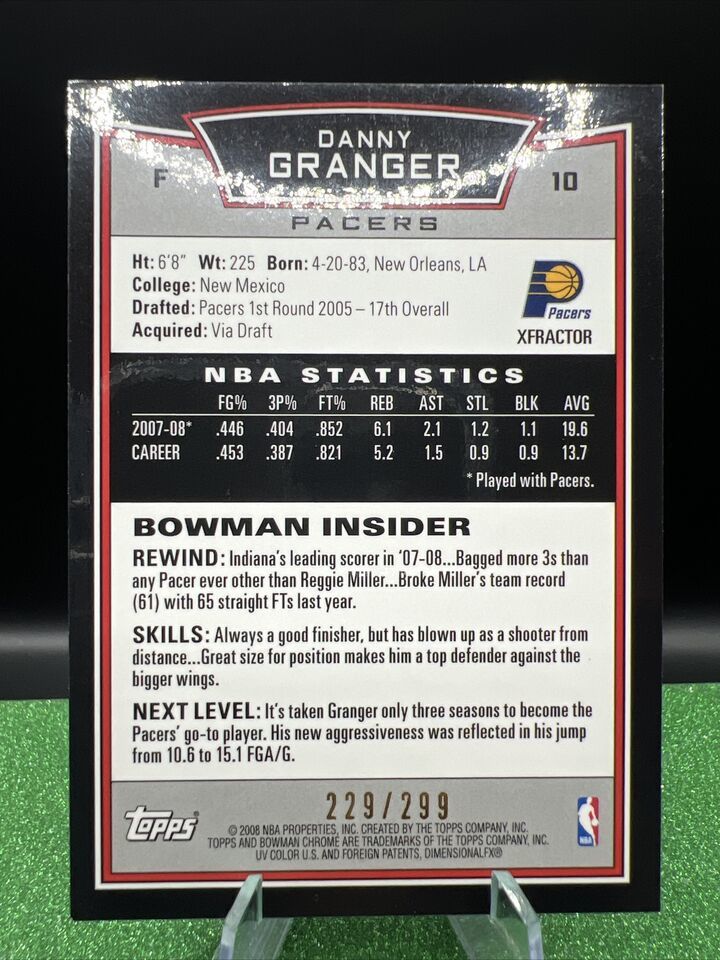 DANNY
GRANGER
F
10
PACERS
Ht: 6'8" Wt: 225 Born: 4-20-83, New Orleans, LA
College: New Mexico
Drafted: Pacers 1st Round 2005 – 17th Overall
Acquired: Via Draft
Pacers
XFRACTOR
NBA STATISTICS
FG% 3P% FT% REB AST STL BLK AVG
2007-08* .446 .404 .852 6.1 2.1 1.2 1.1 19.6
CAREER .453 .387 .821 5.2 1.5 0.9 0.9 13.7
* Played with Pacers.
BOWMAN INSIDER
REWIND: Indiana's leading scorer in '07-08...Bagged more 3s than
any Pacer ever other than Reggie Miller...Broke Miller's team record
(61) with 65 straight FTs last year.
SKILLS: Always a good finisher, but has blown up as a shooter from
distance...Great size for position makes him a top defender against the
bigger wings.
NEXT LEVEL: It's taken Granger only three seasons to become the
Pacers' go-to player. His new aggressiveness was reflected in his jump
from 10.6 to 15.1 FGA/G.
229/299
Topps
© 2008 NBA PROPERTIES, INC. CREATED BY THE TOPPS COMPANY, INC.
TOPPS AND BOWMAN CHROME ARE TRADEMARKS OF THE TOPPS COMPANY, INC.
UV COLOR U.S. AND FOREIGN PATENTS, DIMENSIONALFX®
NBA